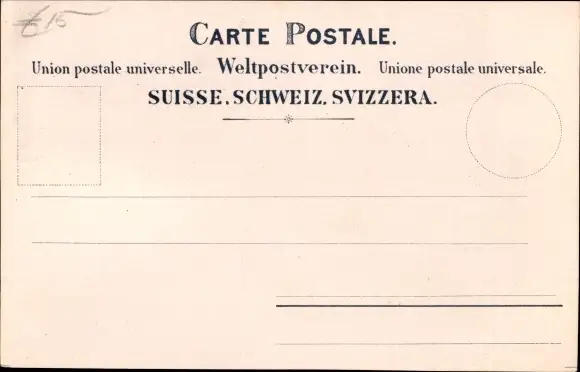 €15
CARTE POSTALE.
Union postale universelle. Weltpostverein. Unione postale universale.
SUISSE. SCHWEIZ. SVIZZERA.